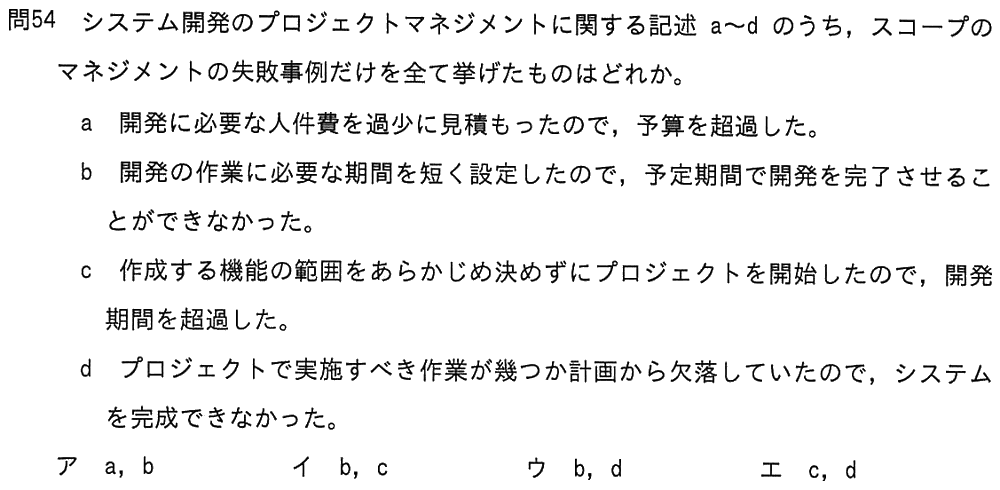 問54 システム開発のプロジェクトマネジメントに関する記述 a～d のうち，スコープの
マネジメントの失敗事例だけを全て挙げたものはどれか。
a 開発に必要な人件費を過少に見積もったので，予算を超過した。
b 開発の作業に必要な期間を短く設定したので，予定期間で開発を完了させるこ
とができなかった。
c 作成する機能の範囲をあらかじめ決めずにプロジェクトを開始したので，開発
期間を超過した。
d プロジェクトで実施すべき作業が幾つか計画から欠落していたので，システム
を完成できなかった。
ア a，b イ b，c ウ b，d エ c，d